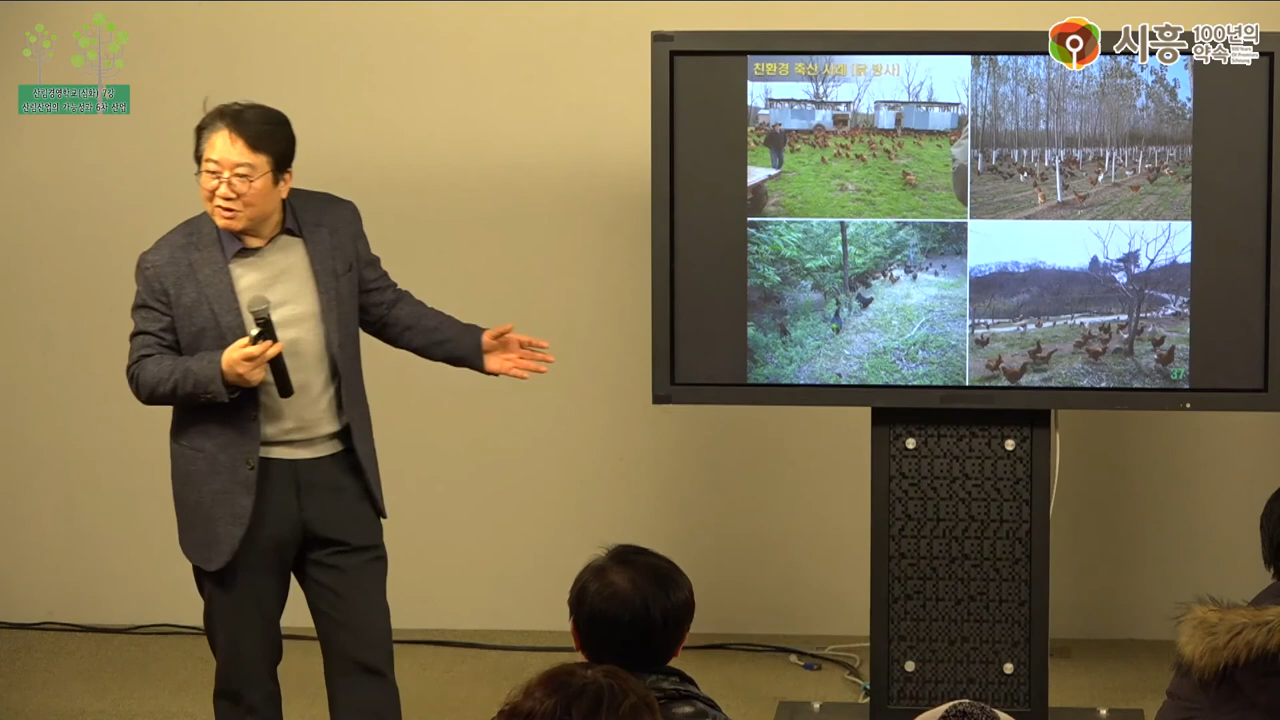 산림경영학교(심화) 7강
산림산업의 가능성과 6차 산업
시흥
100년의
약속
친환경 축산 사례 [닭 방사]
37